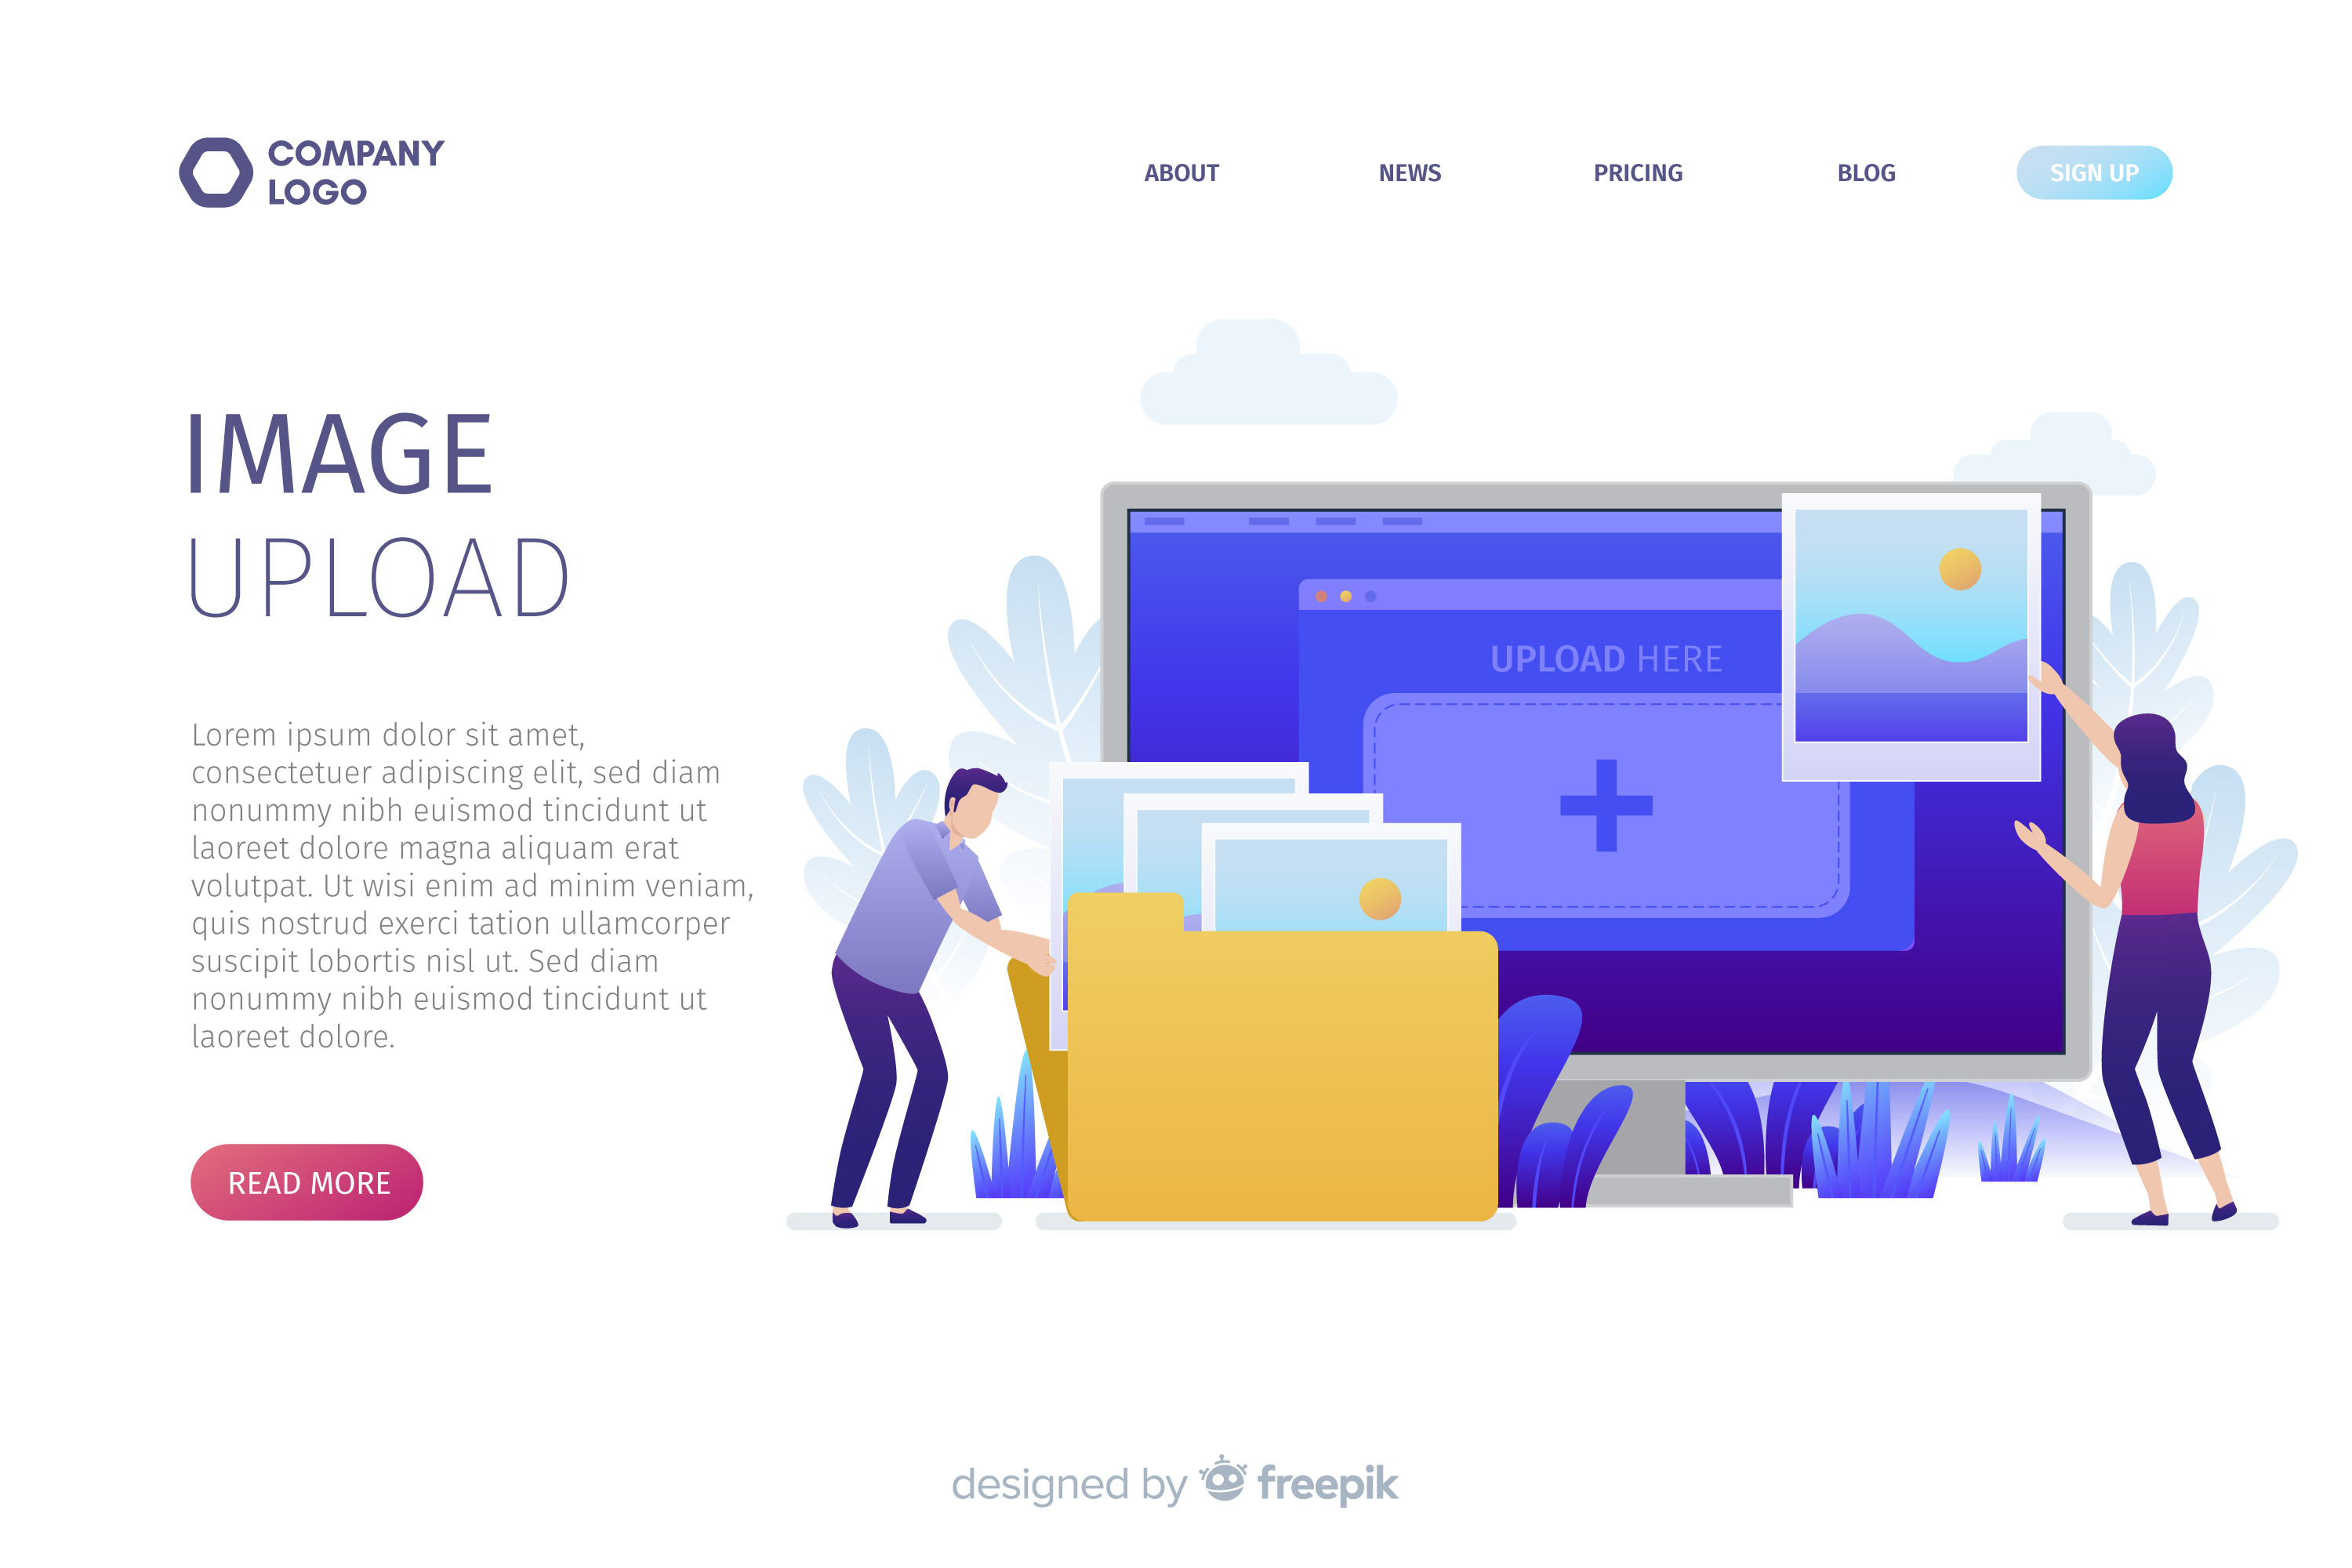 COMPANY
LOGO
ABOUT NEWS PRICING BLOG SIGN UP
IMAGE
UPLOAD
Lorem ipsum dolor sit amet,
consectetuer adipiscing elit, sed diam
nonummy nibh euismod tincidunt ut
laoreet dolore magna aliquam erat
volutpat. Ut wisi enim ad minim veniam,
quis nostrud exerci tation ullamcorper
suscipit lobortis nisl ut. Sed diam
nonummy nibh euismod tincidunt ut
laoreet dolore.
READ MORE
UPLOAD HERE
designed by freepik